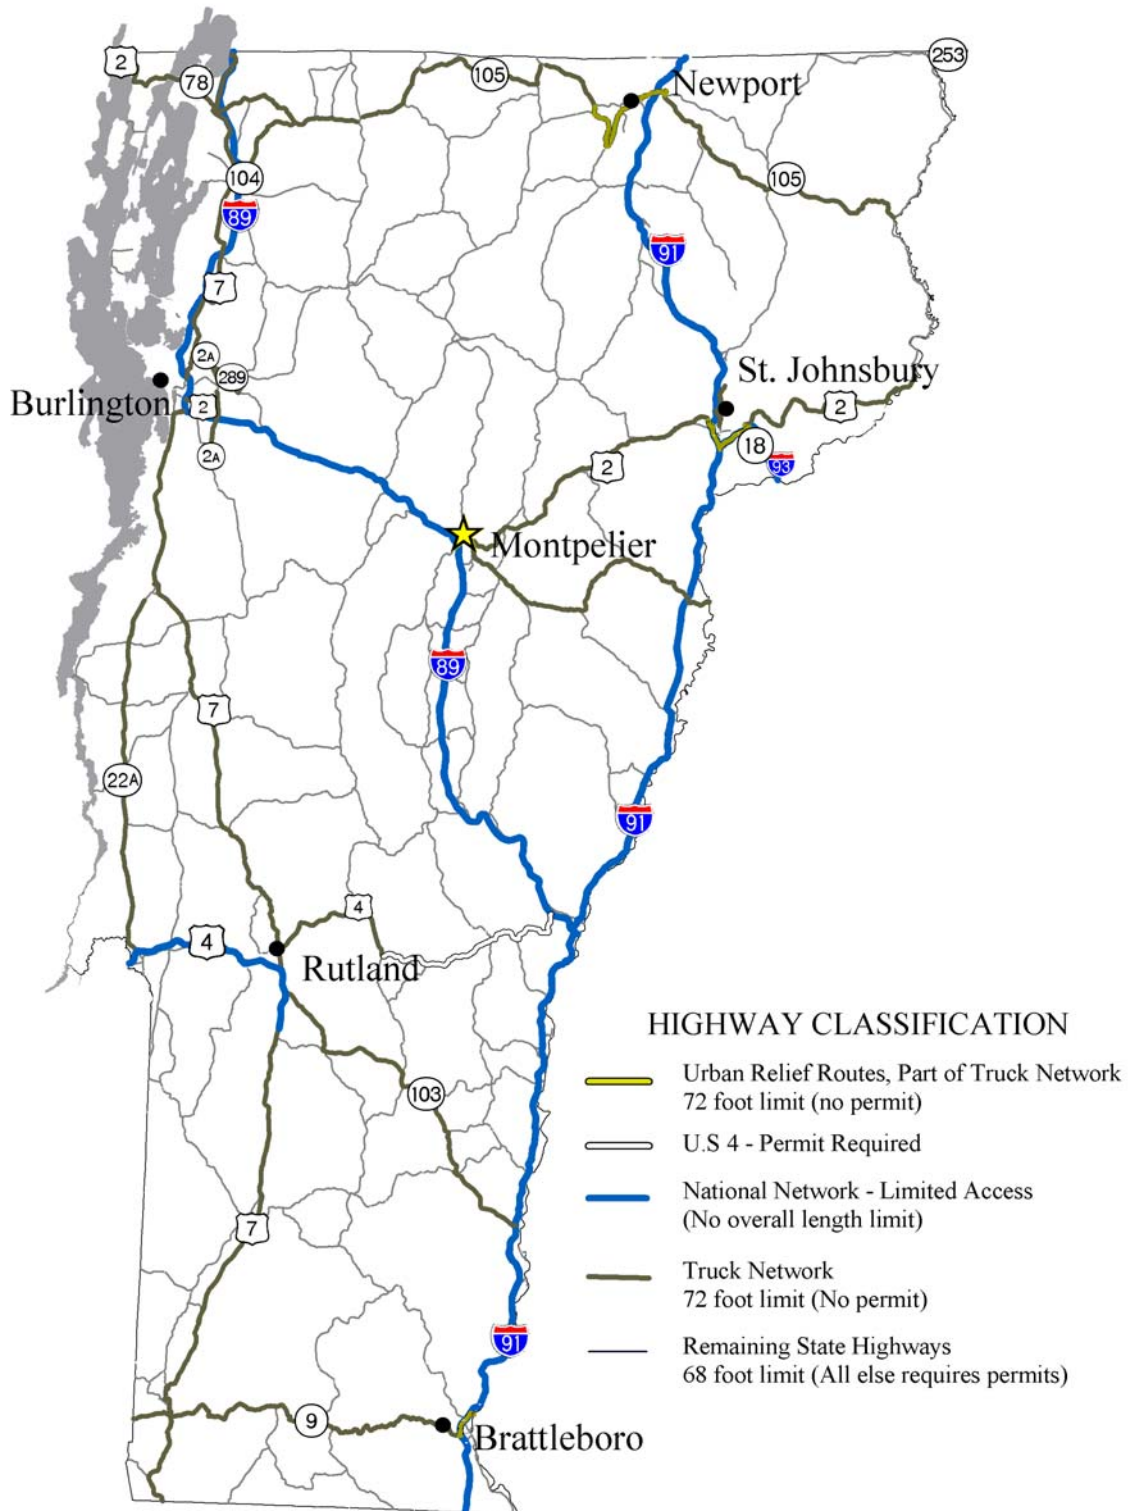 2
78
105
253
Newport
104
105
89
91
7
2A
289
St. Johnsbury
Burlington
2
2
2A
18
2
93
Montpelier
89
7
22A
91
4
4
Rutland
HIGHWAY CLASSIFICATION
Urban Relief Routes, Part of Truck Network
72 foot limit (no permit)
U.S 4 - Permit Required
103
National Network - Limited Access
(No overall length limit)
7
Truck Network
72 foot limit (No permit)
91
Remaining State Highways
68 foot limit (All else requires permits)
9
Brattleboro